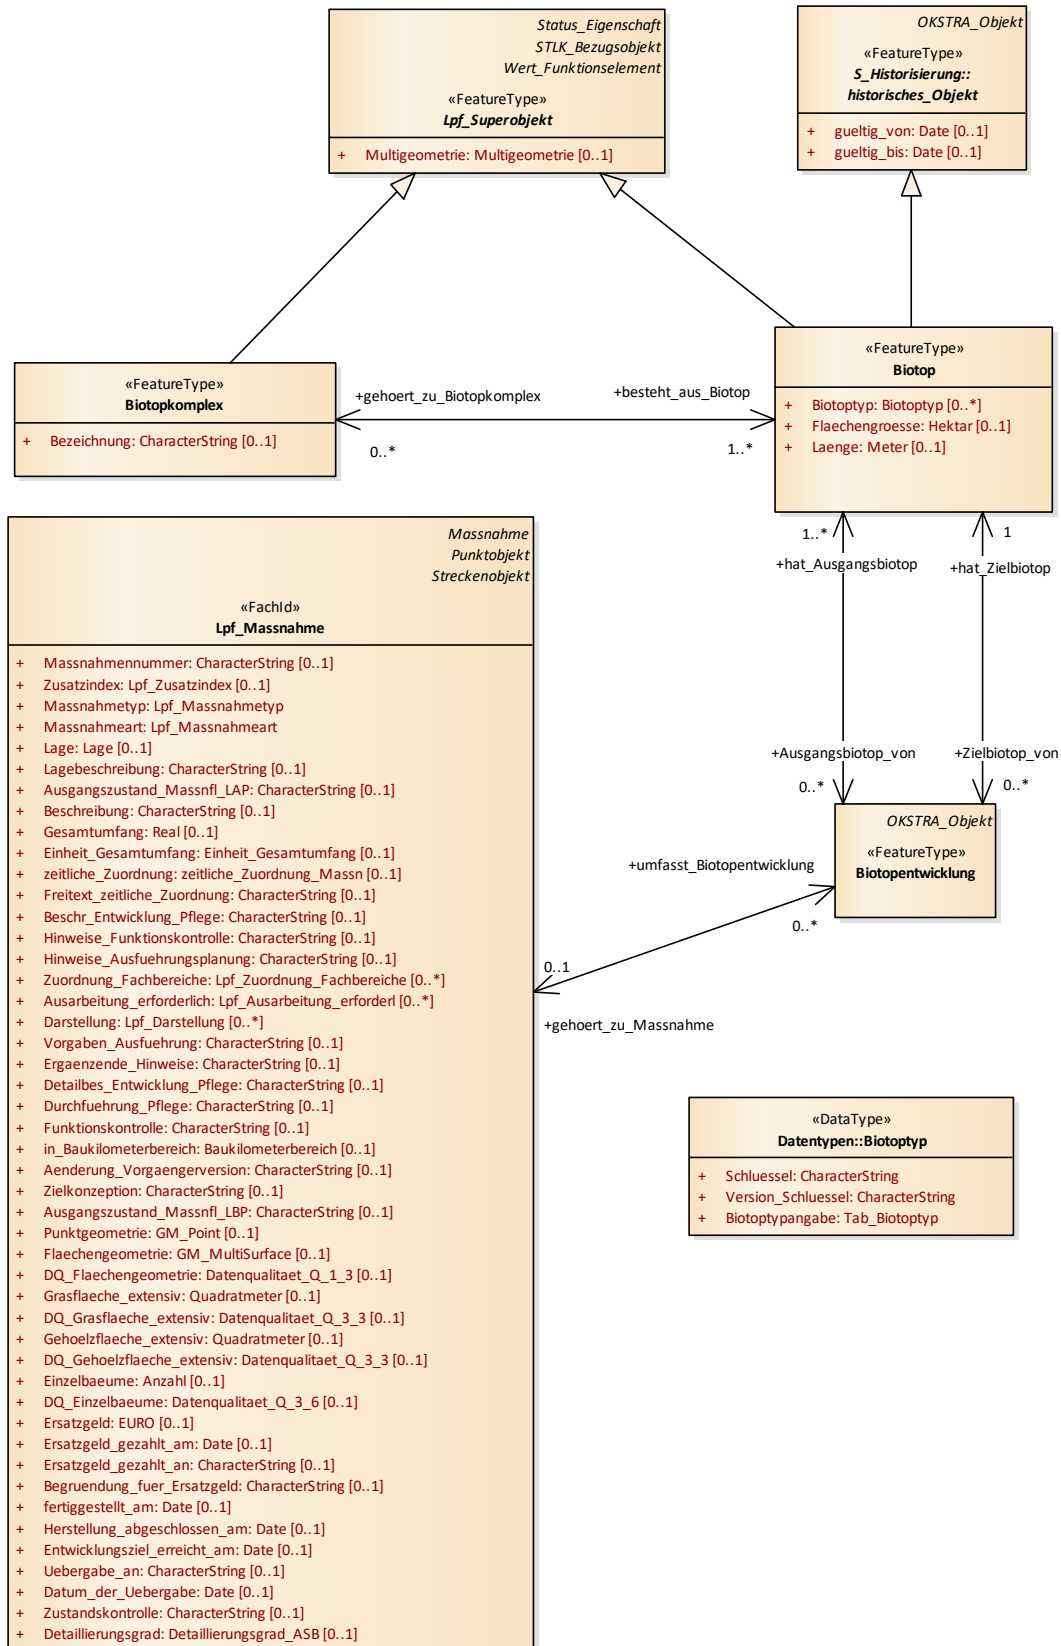 Status_Eigenschaft
STLK_Bezugsobjekt
Wert_Funktionselement
«FeatureType»
Lpf_Superobjekt
+ Multigeometrie: Multigeometrie [0..1]
OKSTRA_Objekt
«FeatureType»
S_Historisierung::
historisches_Objekt
+ gueltig_von: Date [0..1]
+ gueltig_bis: Date [0..1]
«FeatureType»
Biotopkomplex
+ Bezeichnung: CharacterString [0..1]
+gehoert_zu_Biotopkomplex
0..*
+besteht_aus_Biotop
1..*
«FeatureType»
Biotop
+ Biotoptyp: Biotoptyp [0..*]
+ Flaechengroesse: Hektar [0..1]
+ Laenge: Meter [0..1]
1..*
+hat_Ausgangsbiotop
1
+hat_Zielbiotop
+Ausgangsbiotop_von
0..*
+Zielbiotop_von
0..*
OKSTRA_Objekt
«FeatureType»
Biotopentwicklung
+umfasst_Biotopentwicklung
0..*
0..1
+gehoert_zu_Massnahme
Massnahme
Punktobjekt
Streckenobjekt
«FachId»
Lpf_Massnahme
+ Massnahmennummer: CharacterString [0..1]
+ Zusatzindex: Lpf_Zusatzindex [0..1]
+ Massnahmetyp: Lpf_Massnahmetyp
+ Massnahmeart: Lpf_Massnahmeart
+ Lage: Lage [0..1]
+ Lagebeschreibung: CharacterString [0..1]
+ Ausgangszustand_Massnfl_LAP: CharacterString [0..1]
+ Beschreibung: CharacterString [0..1]
+ Gesamtumfang: Real [0..1]
+ Einheit_Gesamtumfang: Einheit_Gesamtumfang [0..1]
+ zeitliche_Zuordnung: zeitliche_Zuordnung_Massn [0..1]
+ Freitext_zeitliche_Zuordnung: CharacterString [0..1]
+ Beschr_Entwicklung_Pflege: CharacterString [0..1]
+ Hinweise_Funktionskontrolle: CharacterString [0..1]
+ Hinweise_Ausfuehrungsplanung: CharacterString [0..1]
+ Zuordnung_Fachbereiche: Lpf_Zuordnung_Fachbereiche [0..*]
+ Ausarbeitung_erforderlich: Lpf_Ausarbeitung_erforderl [0..*]
+ Darstellung: Lpf_Darstellung [0..*]
+ Vorgaben_Ausfuehrung: CharacterString [0..1]
+ Ergaenzende_Hinweise: CharacterString [0..1]
+ Detailbes_Entwicklung_Pflege: CharacterString [0..1]
+ Durchfuehrung_Pflege: CharacterString [0..1]
+ Funktionskontrolle: CharacterString [0..1]
+ in_Baukilometerbereich: Baukilometerbereich [0..1]
+ Aenderung_Vorgaengerversion: CharacterString [0..1]
+ Zielkonzeption: CharacterString [0..1]
+ Ausgangszustand_Massnfl_LBP: CharacterString [0..1]
+ Punktgeometrie: GM_Point [0..1]
+ Flaechengeometrie: GM_MultiSurface [0..1]
+ DQ_Flaechengeometrie: Datenqualitaet_Q_1_3 [0..1]
+ Grasflaeche_extensiv: Quadratmeter [0..1]
+ DQ_Grasflaeche_extensiv: Datenqualitaet_Q_3_3 [0..1]
+ Gehoelzflaeche_extensiv: Quadratmeter [0..1]
+ DQ_Gehoelzflaeche_extensiv: Datenqualitaet_Q_3_3 [0..1]
+ Einzelbaeume: Anzahl [0..1]
+ DQ_Einzelbaeume: Datenqualitaet_Q_3_6 [0..1]
+ Ersatzgeld: EURO [0..1]
+ Ersatzgeld_gezahlt_am: Date [0..1]
+ Ersatzgeld_gezahlt_an: CharacterString [0..1]
+ Begruendung_fuer_Ersatzgeld: CharacterString [0..1]
+ fertiggestellt_am: Date [0..1]
+ Herstellung_abgeschlossen_am: Date [0..1]
+ Entwicklungsziel_erreicht_am: Date [0..1]
+ Uebergabe_an: CharacterString [0..1]
+ Datum_der_Uebergabe: Date [0..1]
+ Zustandskontrolle: CharacterString [0..1]
+ Detaillierungsgrad: Detaillierungsgrad_ASB [0..1]
«DataType»
Datentypen::Biotoptyp
+ Schluessel: CharacterString
+ Version_Schluessel: CharacterString
+ Biotoptypangabe: Tab_Biotoptyp